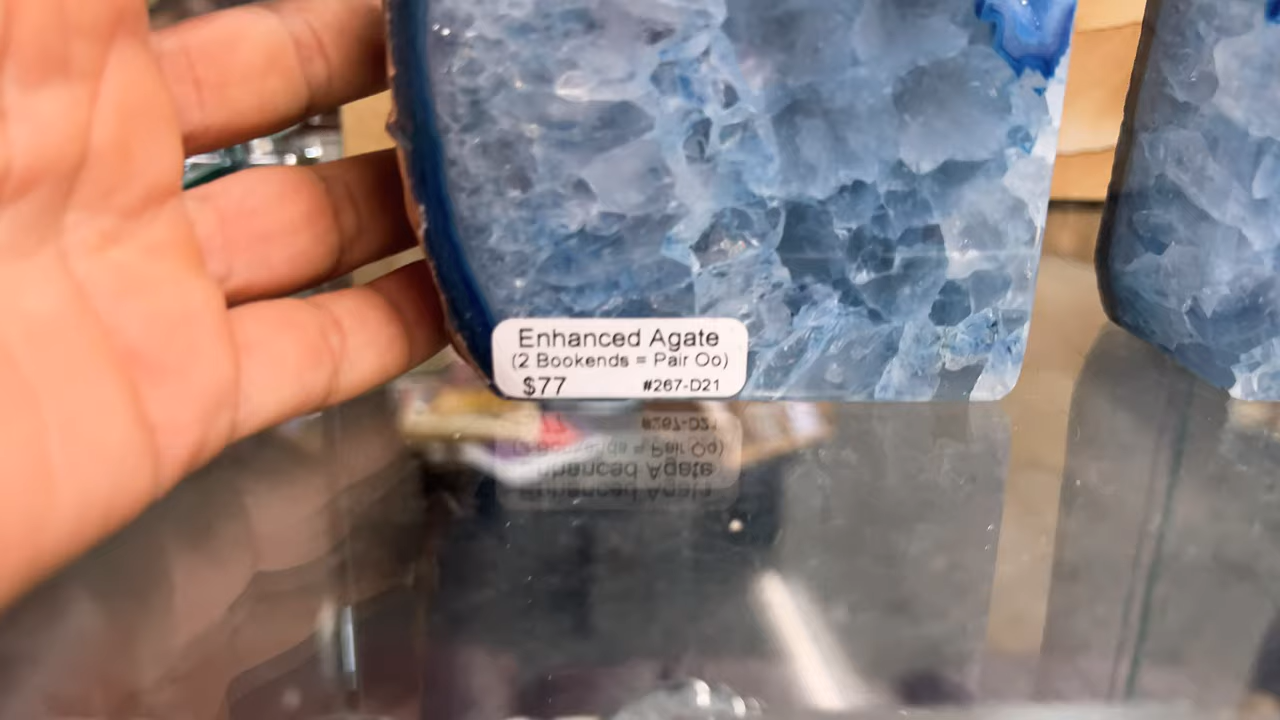 Enhanced Agate
(2 Bookends = Pair Oo)
$77 #267-D21